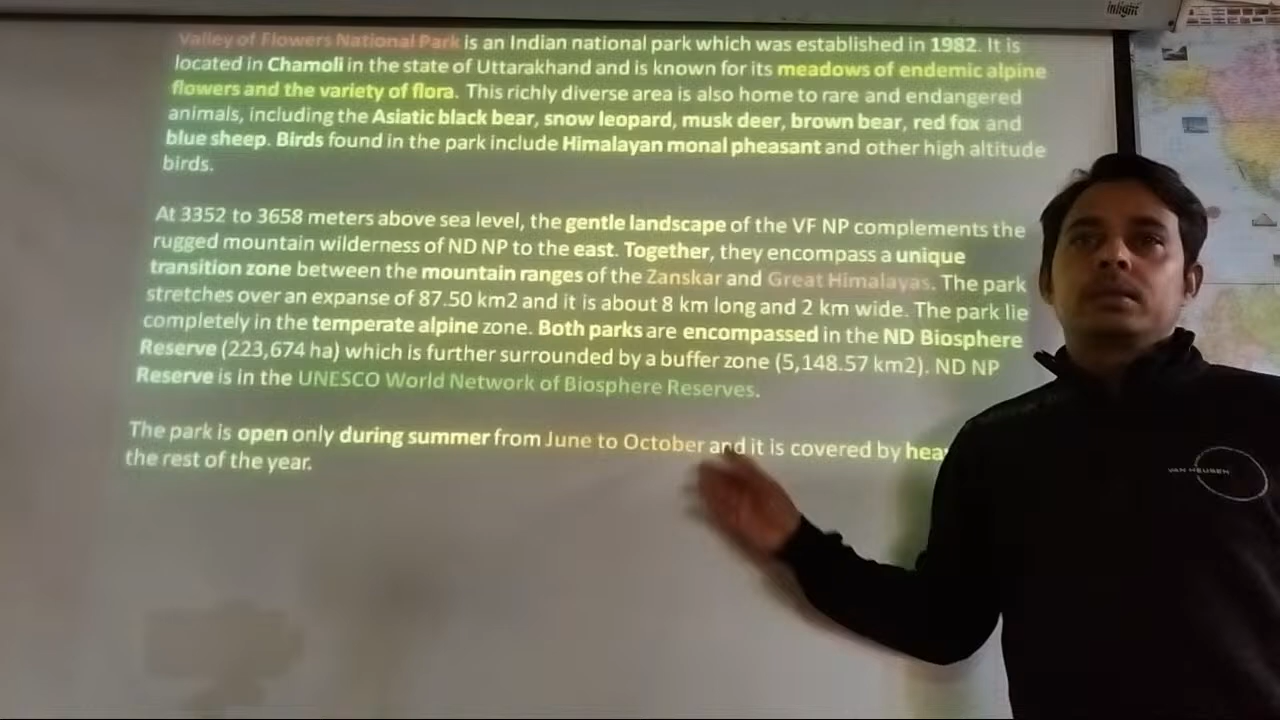 inlight
Valley of Flowers National Park is an Indian national park which was established in 1982. It is
located in Chamoli in the state of Uttarakhand and is known for its meadows of endemic alpine
flowers and the variety of flora. This richly diverse area is also home to rare and endangered
animals, including the Asiatic black bear, snow leopard, musk deer, brown bear, red fox and
blue sheep. Birds found in the park include Himalayan monal pheasant and other high altitude
birds.
At 3352 to 3658 meters above sea level, the gentle landscape of the VF NP complements the
rugged mountain wilderness of ND NP to the east. Together, they encompass a unique
transition zone between the mountain ranges of the Zanskar and Great Himalayas. The park
stretches over an expanse of 87.50 km2 and it is about 8 km long and 2 km wide. The park lie
completely in the temperate alpine zone. Both parks are encompassed in the ND Biosphere
Reserve (223,674 ha) which is further surrounded by a buffer zone (5,148.57 km2). ND NP
Reserve is in the UNESCO World Network of Biosphere Reserves.
The park is open only during summer from June to October and it is covered by hea
the rest of the year.
VAN HEUSEN